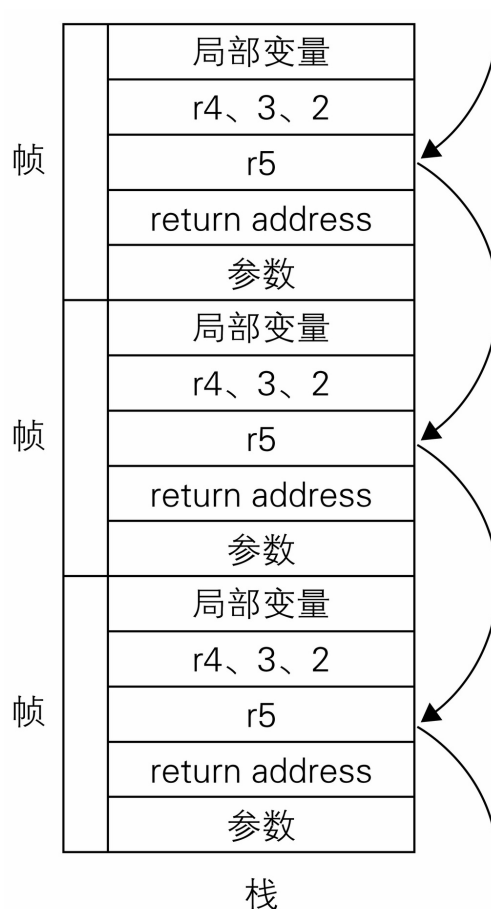 局部变量
r4、3、2
帧
r5
return address
参数
局部变量
r4、3、2
帧
r5
return address
参数
局部变量
r4、3、2
帧
r5
return address
参数
栈